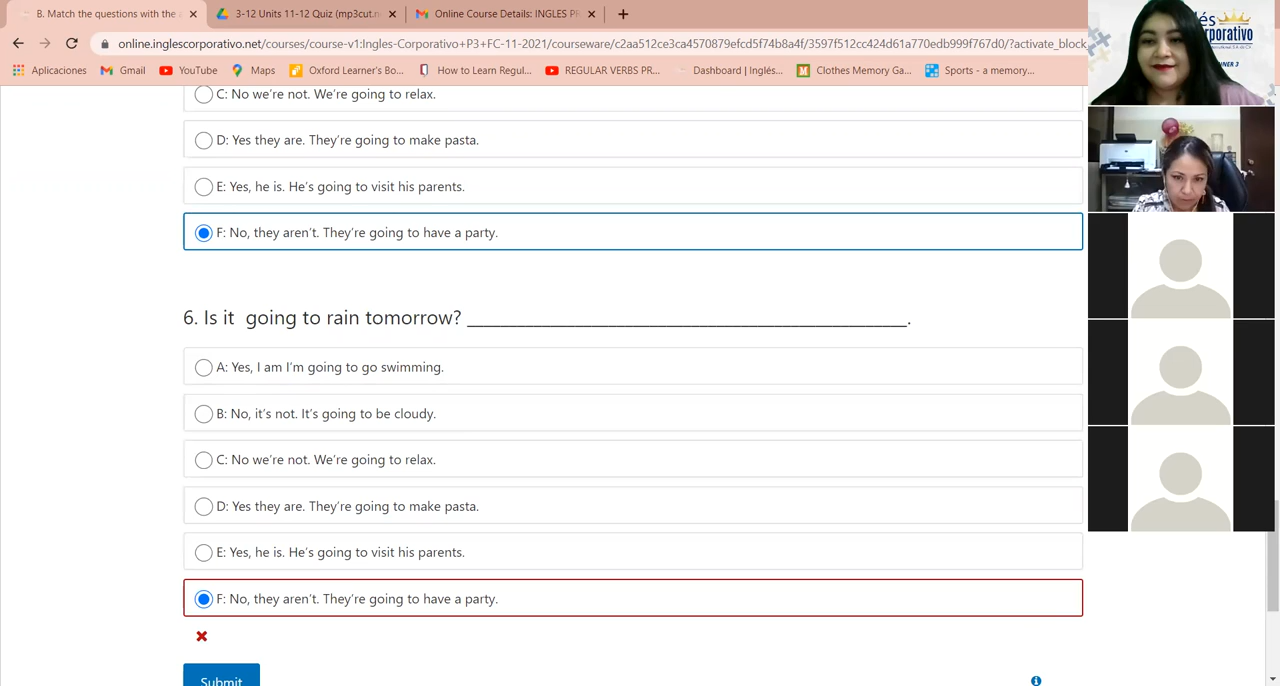 B. Match the questions with the a
3-12 Units 11-12 Quiz (mp3cut.n
Online Course Details: INGLES PR
online.inglescorporativo.net/courses/course-v1:Ingles-Corporativo+P3+FC-11-2021/courseware/c2aa512ce3ca4570879efcd5f74b8a4f/3597f512cc424d61a770edb999f767d0/?activate_block
Aplicaciones Gmail YouTube Maps Oxford Learner's Bo... How to Learn Regul... REGULAR VERBS PR... Dashboard | Inglés... Clothes Memory Ga... Sports - a memory...
C: No we're not. We're going to relax.
D: Yes they are. They're going to make pasta.
E: Yes, he is. He's going to visit his parents.
F: No, they aren't. They're going to have a party.
6. Is it going to rain tomorrow? ____________________________________________________.
A: Yes, I am I'm going to go swimming.
B: No, it's not. It's going to be cloudy.
C: No we're not. We're going to relax.
D: Yes they are. They're going to make pasta.
E: Yes, he is. He's going to visit his parents.
F: No, they aren't. They're going to have a party.
Submit